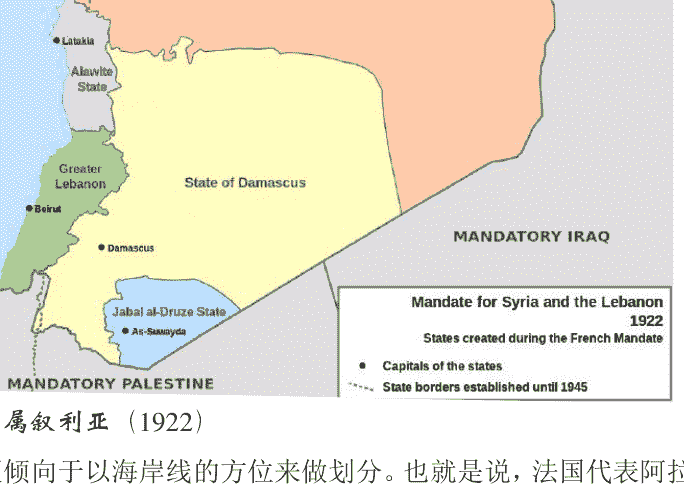 Latakia
Alawite
State
Greater
Lebanon
State of Damascus
Beirut
Damascus
MANDATORY IRAQ
Jabal al-Druze State
As-Suwayda
Mandate for Syria and the Lebanon
1922
States created during the French Mandate
Capitals of the states
State borders established until 1945
MANDATORY PALESTINE
属叙利亚（1922）
倾向于以海岸线的方位来做划分。也就是说，法国代表阿拉